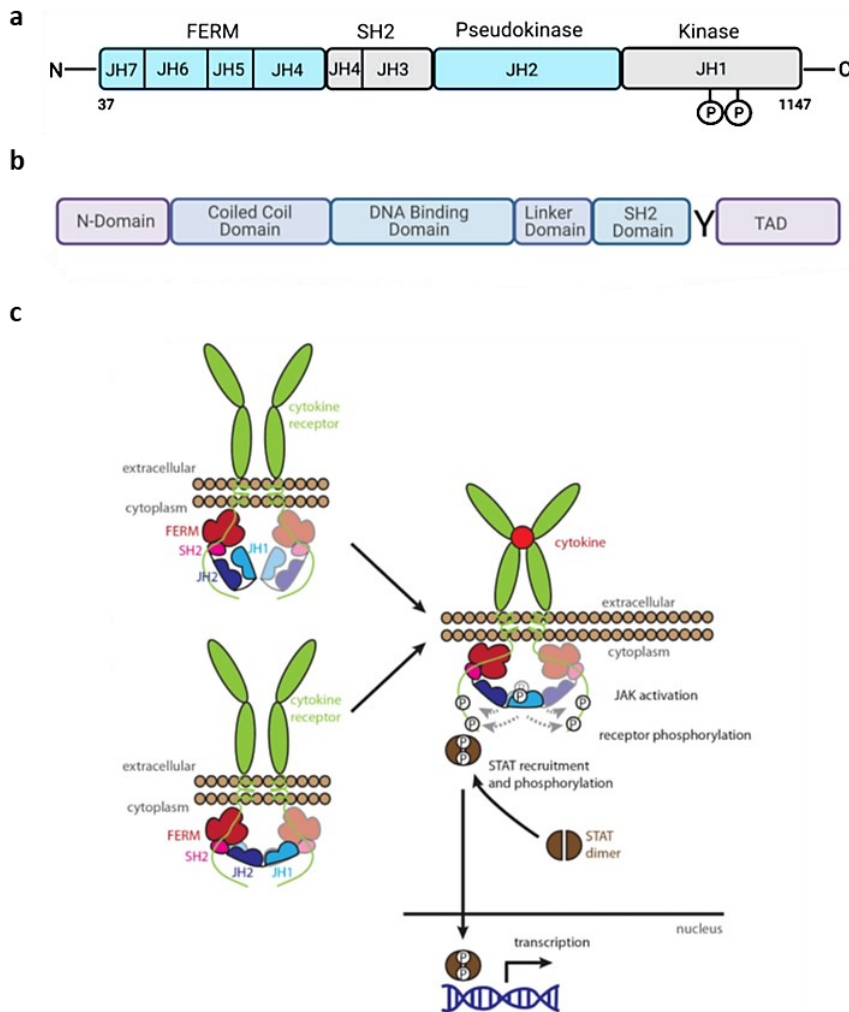 a
FERM SH2 Pseudokinase Kinase
N JH7 JH6 JH5 JH4 JH4 JH3 JH2 JH1 C
37 P P 1147
b
N-Domain Coiled Coil Domain DNA Binding Domain Linker Domain SH2 Domain Y TAD
c
cytokine
receptor
extracellular
cytoplasm
FERM
SH2 JH1
JH2
cytokine
extracellular
cytoplasm
P P
P P
P P
JAK activation
receptor phosphorylation
P
P
STAT recruitment
and phosphorylation
cytokine
receptor
extracellular
cytoplasm
FERM
SH2
JH2 JH1
STAT
dimer
nucleus
transcription
P
P